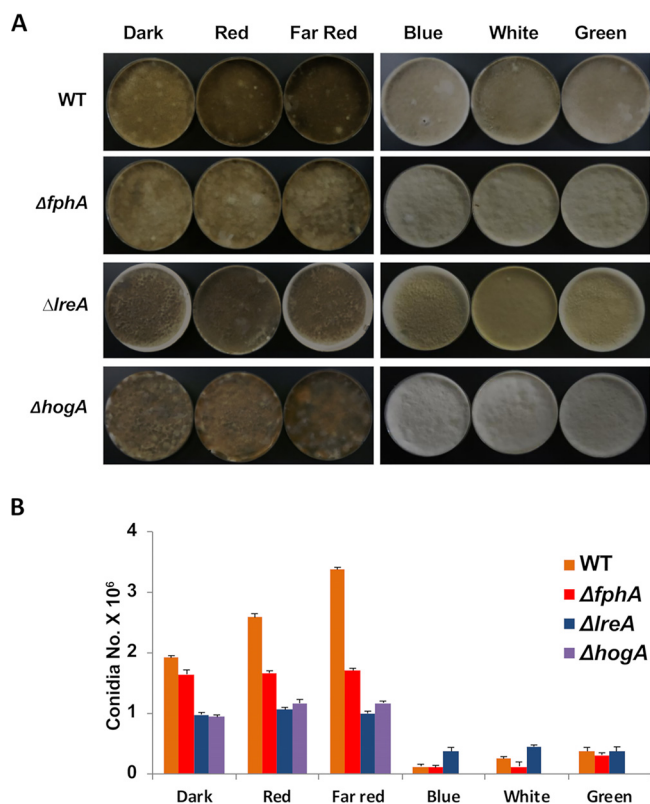 A
Dark Red Far Red Blue White Green
WT
ΔfphA
ΔlreA
ΔhogA
B
Conidia No. X 10⁶
4
3
2
1
0
WT
ΔfphA
ΔlreA
ΔhogA
Dark Red Far red Blue White Green